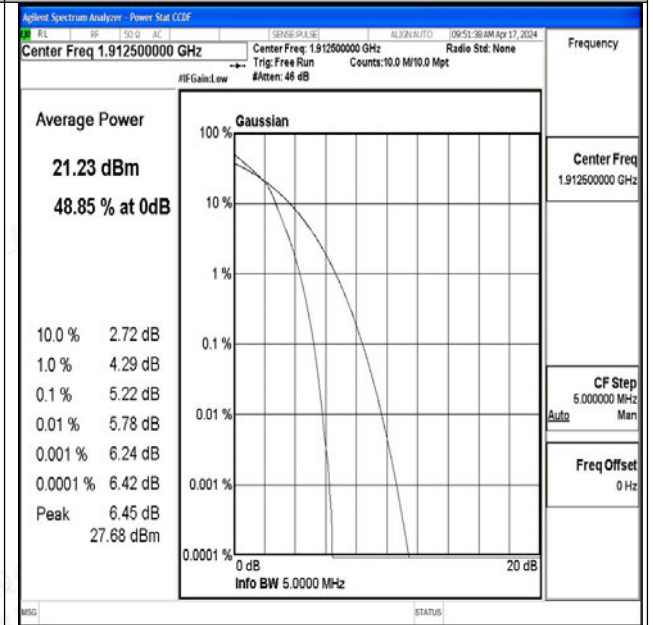 Agilent Spectrum Analyzer - Power Stat CCDF
RL RF 50 Ω AC SENSE:PULSE ALIGN AUTO 09:51:38 AM Apr 17, 2024
Center Freq 1.912500000 GHz
Center Freq: 1.912500000 GHz Radio Std: None
Trig: Free Run Counts:10.0 M/10.0 Mpt
#IFGain:Low #Atten: 46 dB
Frequency
Average Power
21.23 dBm
48.85 % at 0dB
10.0 % 2.72 dB
1.0 % 4.29 dB
0.1 % 5.22 dB
0.01 % 5.78 dB
0.001 % 6.24 dB
0.0001 % 6.42 dB
Peak 6.45 dB
27.68 dBm
Gaussian
100 %
10 %
1 %
0.1 %
0.01 %
0.001 %
0.0001 %
0 dB 20 dB
Info BW 5.0000 MHz
Center Freq
1.912500000 GHz
CF Step
5.000000 MHz
Auto Man
Freq Offset
0 Hz
MSG STATUS